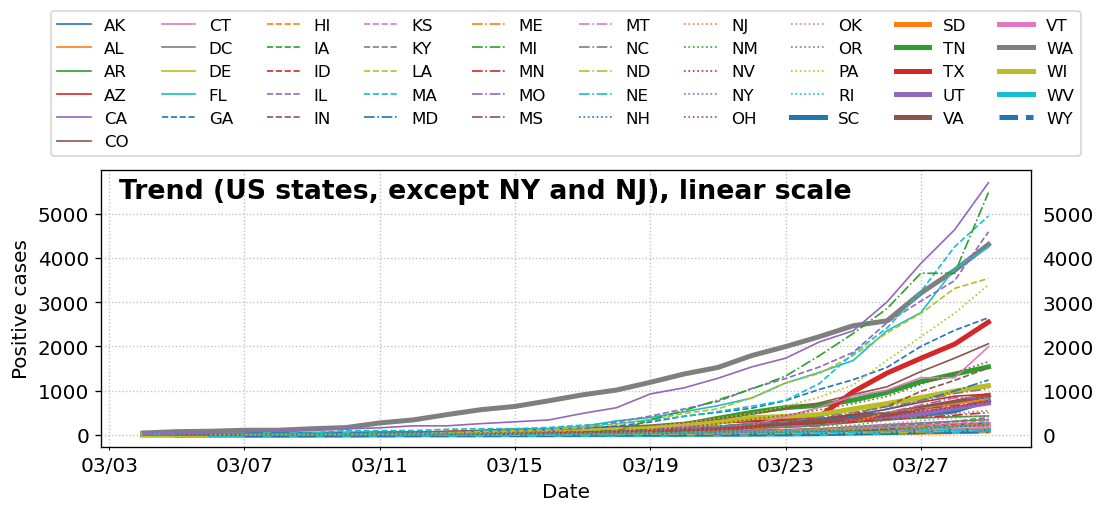 AK CT HI KS ME MT NJ OK SD VT
AL DC IA KY MI NC NM OR TN WA
AR DE ID LA MN ND NV PA TX WI
AZ FL IL MA MO NE NY RI UT WV
CA GA IN MD MS NH OH SC VA WY
CO
Trend (US states, except NY and NJ), linear scale
5000 5000
4000 4000
3000 3000
2000 2000
1000 1000
0 0
Positive cases
03/03 03/07 03/11 03/15 03/19 03/23 03/27
Date